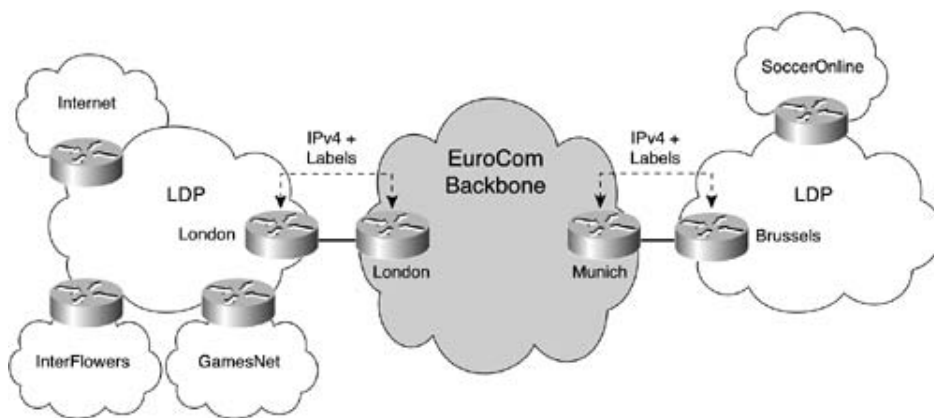 SoccerOnline
Internet
IPv4 +
Labels
EuroCom
Backbone
IPv4 +
Labels
LDP
LDP
London
London
Munich
Brussels
InterFlowers
GamesNet